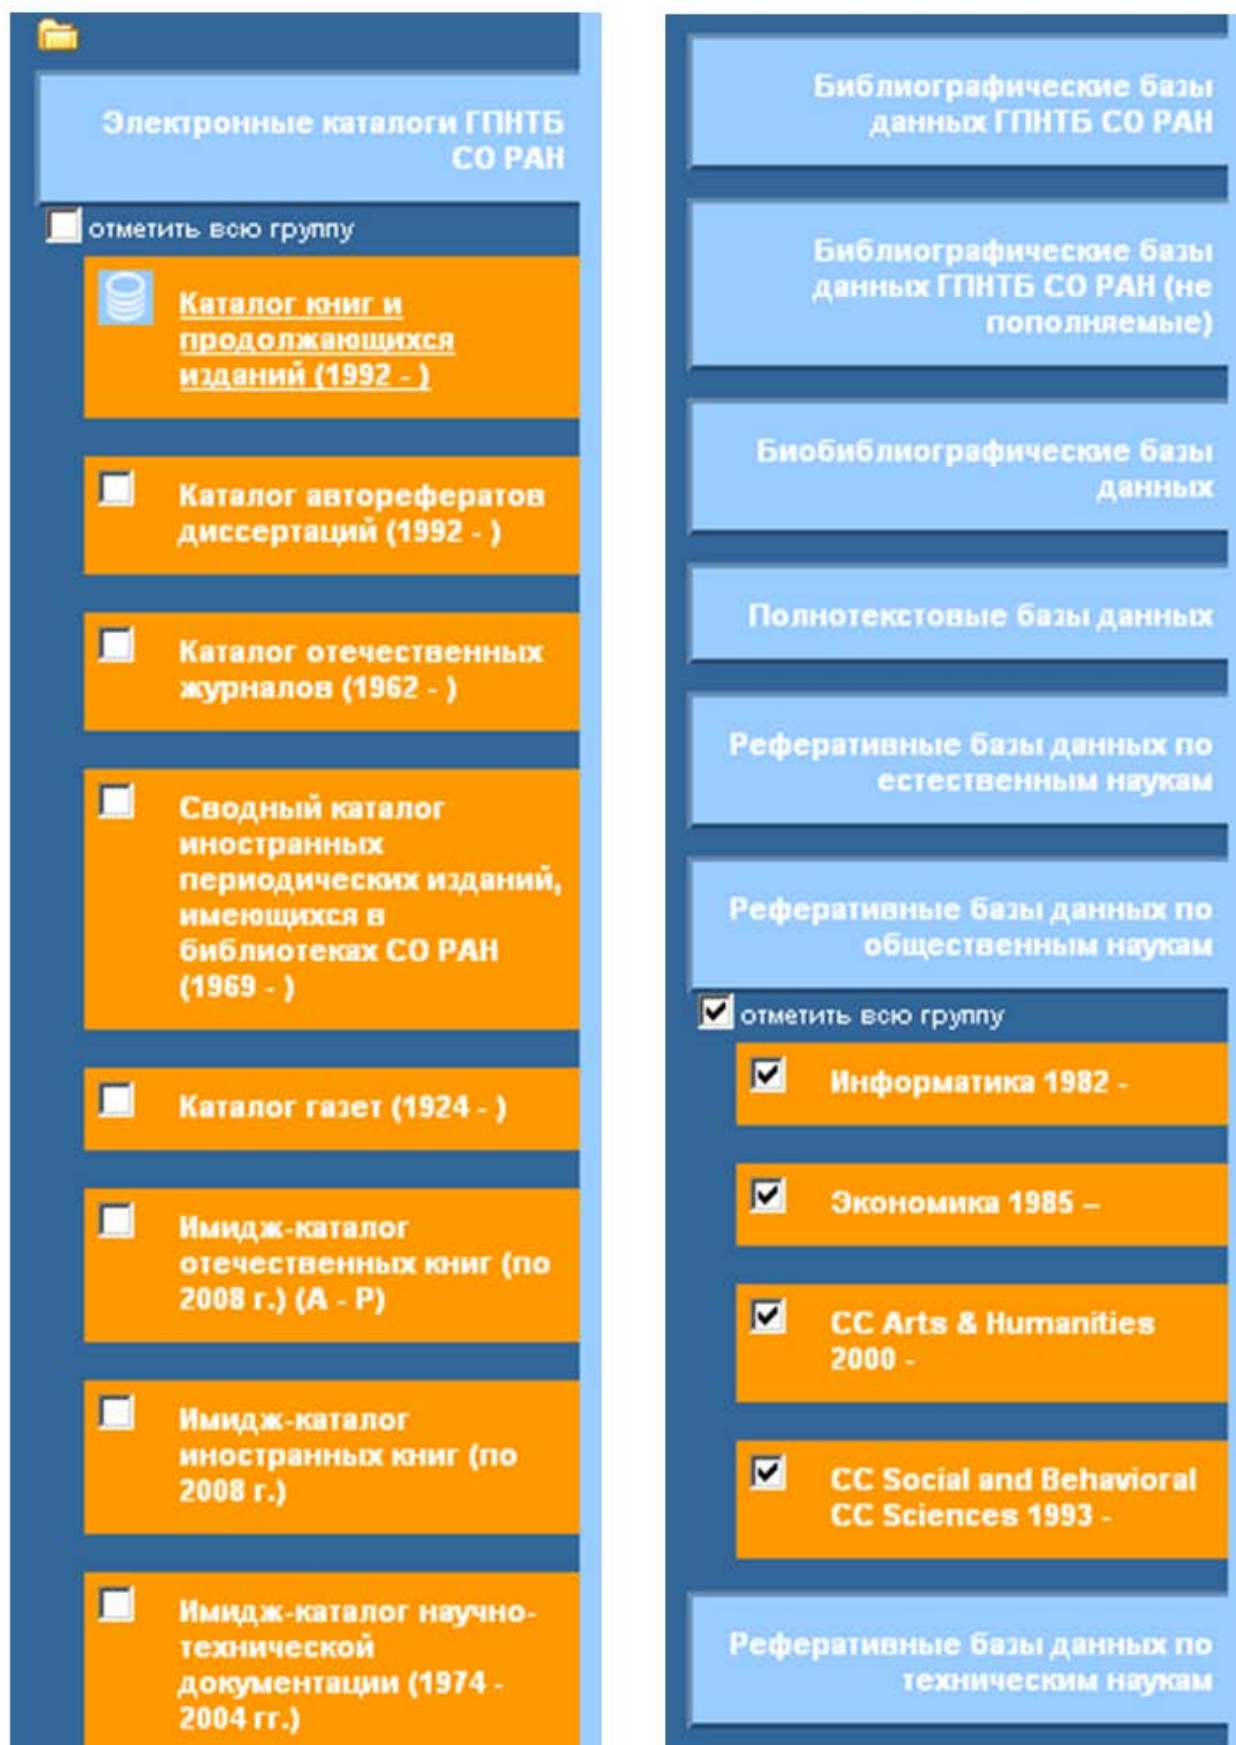 Электронные каталоги ГПНТБ
СО РАН
отметить всю группу
Каталог книг и
продолжающихся
изданий (1992 - )
Каталог авторефератов
диссертаций (1992 - )
Каталог отечественных
журналов (1962 - )
Сводный каталог
иностранных
периодических изданий,
имеющихся в
библиотеках СО РАН
(1969 - )
Каталог газет (1924 - )
Имидж-каталог
отечественных книг (по
2008 г.) (А - Р)
Имидж-каталог
иностранных книг (по
2008 г.)
Имидж-каталог научно-
технической
документации (1974 -
2004 гг.)
Библиографические базы
данных ГПНТБ СО РАН
Библиографические базы
данных ГПНТБ СО РАН (не
пополняемые)
Биобиблиографические базы
данных
Полнотекстовые базы данных
Реферативные базы данных по
естественным наукам
Реферативные базы данных по
общественным наукам
отметить всю группу
Информатика 1982 -
Экономика 1985 –
CC Arts & Humanities
2000 -
CC Social and Behavioral
CC Sciences 1993 -
Реферативные базы данных по
техническим наукам